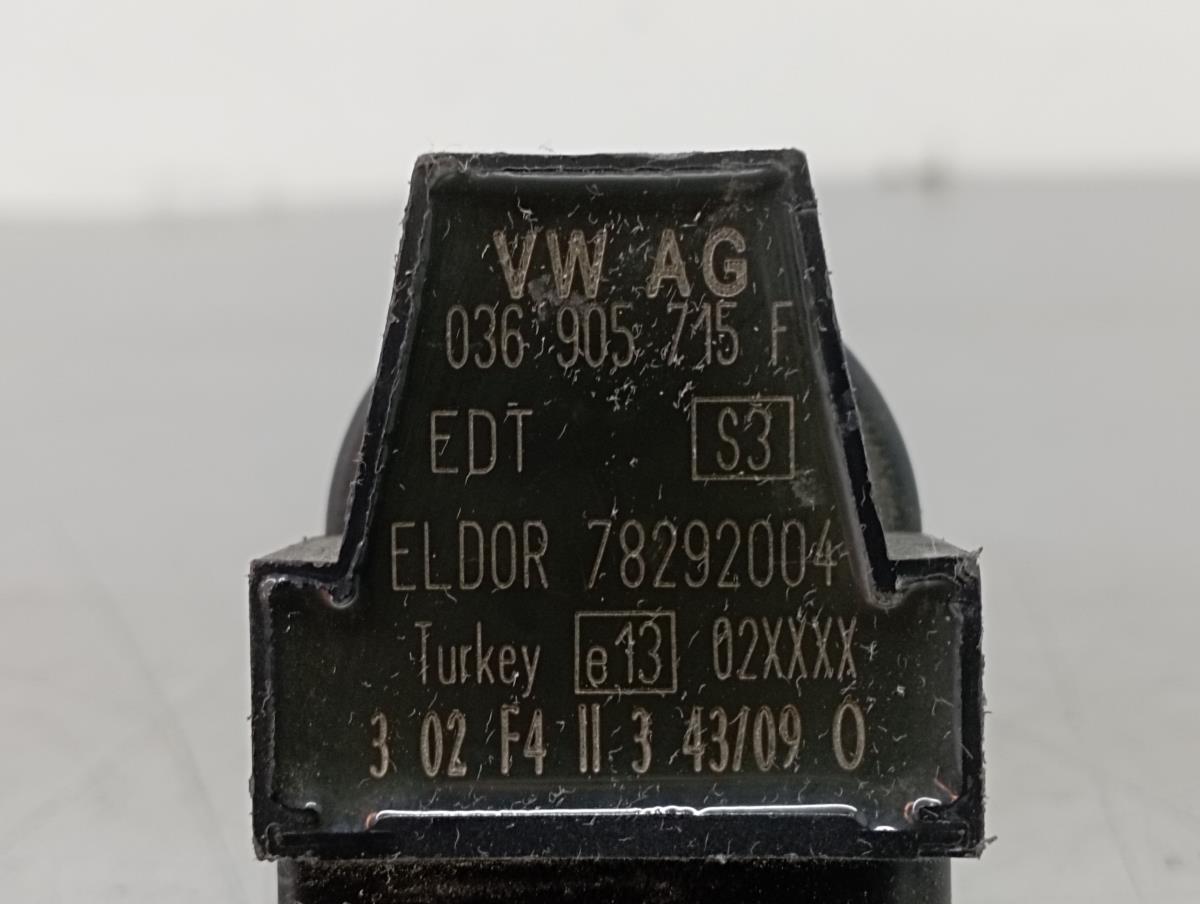 VW AG
036 905 715 F
EDT S3
ELDOR 78292004
Turkey e13 02XXXX
3 02 F4 II 3 43/09 0